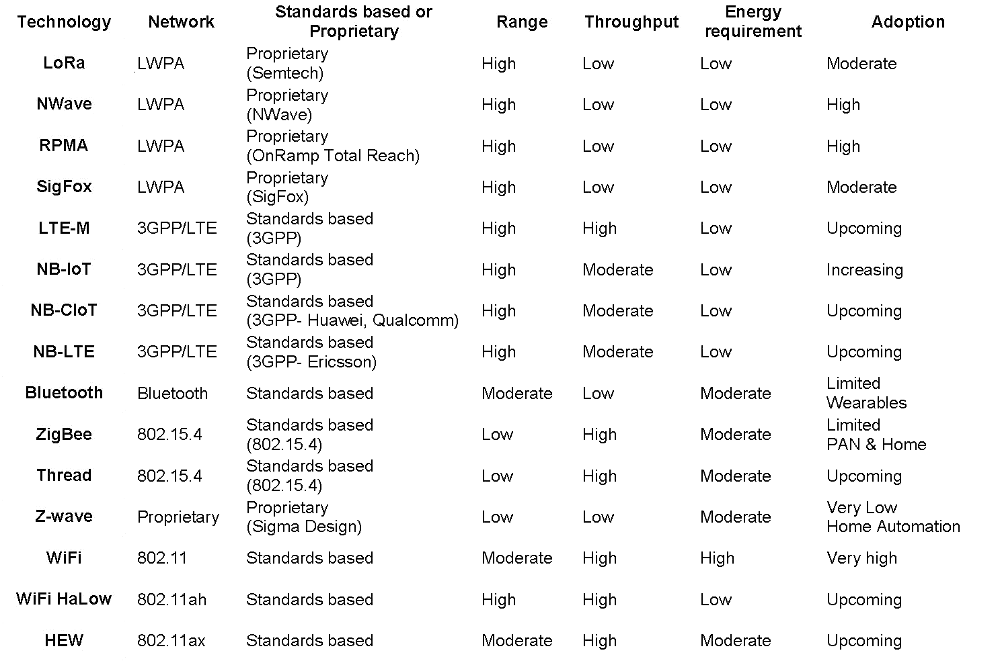 Technology Network Standards based or Proprietary Range Throughput Energy requirement Adoption
LoRa LWPA Proprietary (Semtech) High Low Low Moderate
NWave LWPA Proprietary (NWave) High Low Low High
RPMA LWPA Proprietary (OnRamp Total Reach) High Low Low High
SigFox LWPA Proprietary (SigFox) High Low Low Moderate
LTE-M 3GPP/LTE Standards based (3GPP) High High Low Upcoming
NB-IoT 3GPP/LTE Standards based (3GPP) High Moderate Low Increasing
NB-CIoT 3GPP/LTE Standards based (3GPP- Huawei, Qualcomm) High Moderate Low Upcoming
NB-LTE 3GPP/LTE Standards based (3GPP- Ericsson) High Moderate Low Upcoming
Bluetooth Bluetooth Standards based Moderate Low Moderate Limited Wearables
ZigBee 802.15.4 Standards based (802.15.4) Low High Moderate Limited PAN & Home
Thread 802.15.4 Standards based (802.15.4) Low High Moderate Upcoming
Z-wave Proprietary Proprietary (Sigma Design) Low Low Moderate Very Low Home Automation
WiFi 802.11 Standards based Moderate High High Very high
WiFi HaLow 802.11ah Standards based High High Low Upcoming
HEW 802.11ax Standards based Moderate High Moderate Upcoming